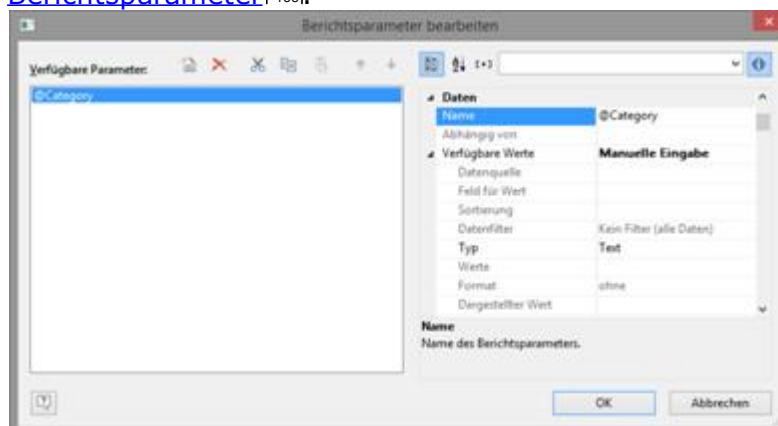 Berichtsparameter
Berichtsparameter bearbeiten
Verfügbare Parameter:
@Category
Daten
Name @Category
Abhängig von
Verfügbare Werte Manuelle Eingabe
Datenquelle
Feld für Wert
Sortierung
Datenfilter Kein Filter (alle Daten)
Typ Text
Werte
Format ohne
Dargestellter Wert
Name
Name des Berichtsparameters.
OK Abbrechen